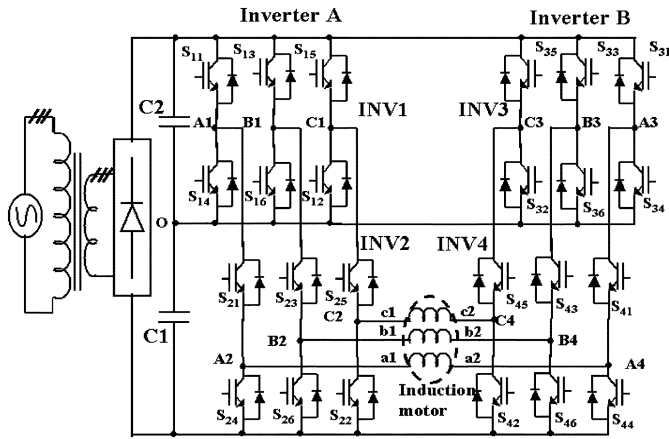 Inverter A
Inverter B
S11
S13
S15
S35
S33
S31
C2
A1
B1
C1
INV1
INV3
C3
B3
A3
S14
S16
S12
S32
S36
S34
O
INV2
INV4
S21
S23
S25
S45
S43
S41
C1
C2
c1
c2
C4
B2
b1
b2
B4
A2
a1
a2
A4
Induction
motor
S24
S26
S22
S42
S46
S44